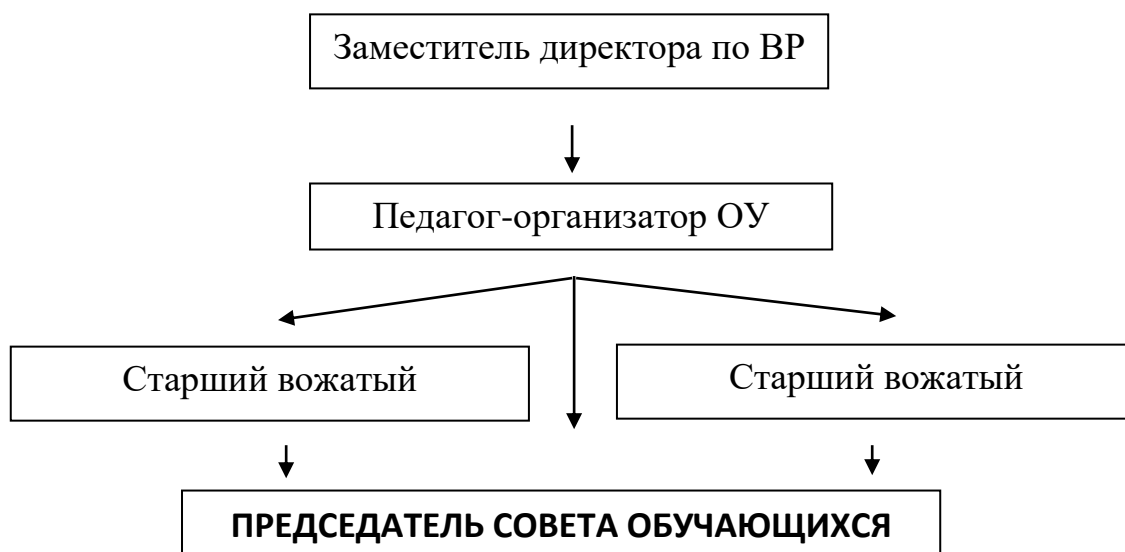 Заместитель директора по ВР
Педагог-организатор ОУ
Старший вожатый
Старший вожатый
ПРЕДСЕДАТЕЛЬ СОВЕТА ОБУЧАЮЩИХСЯ